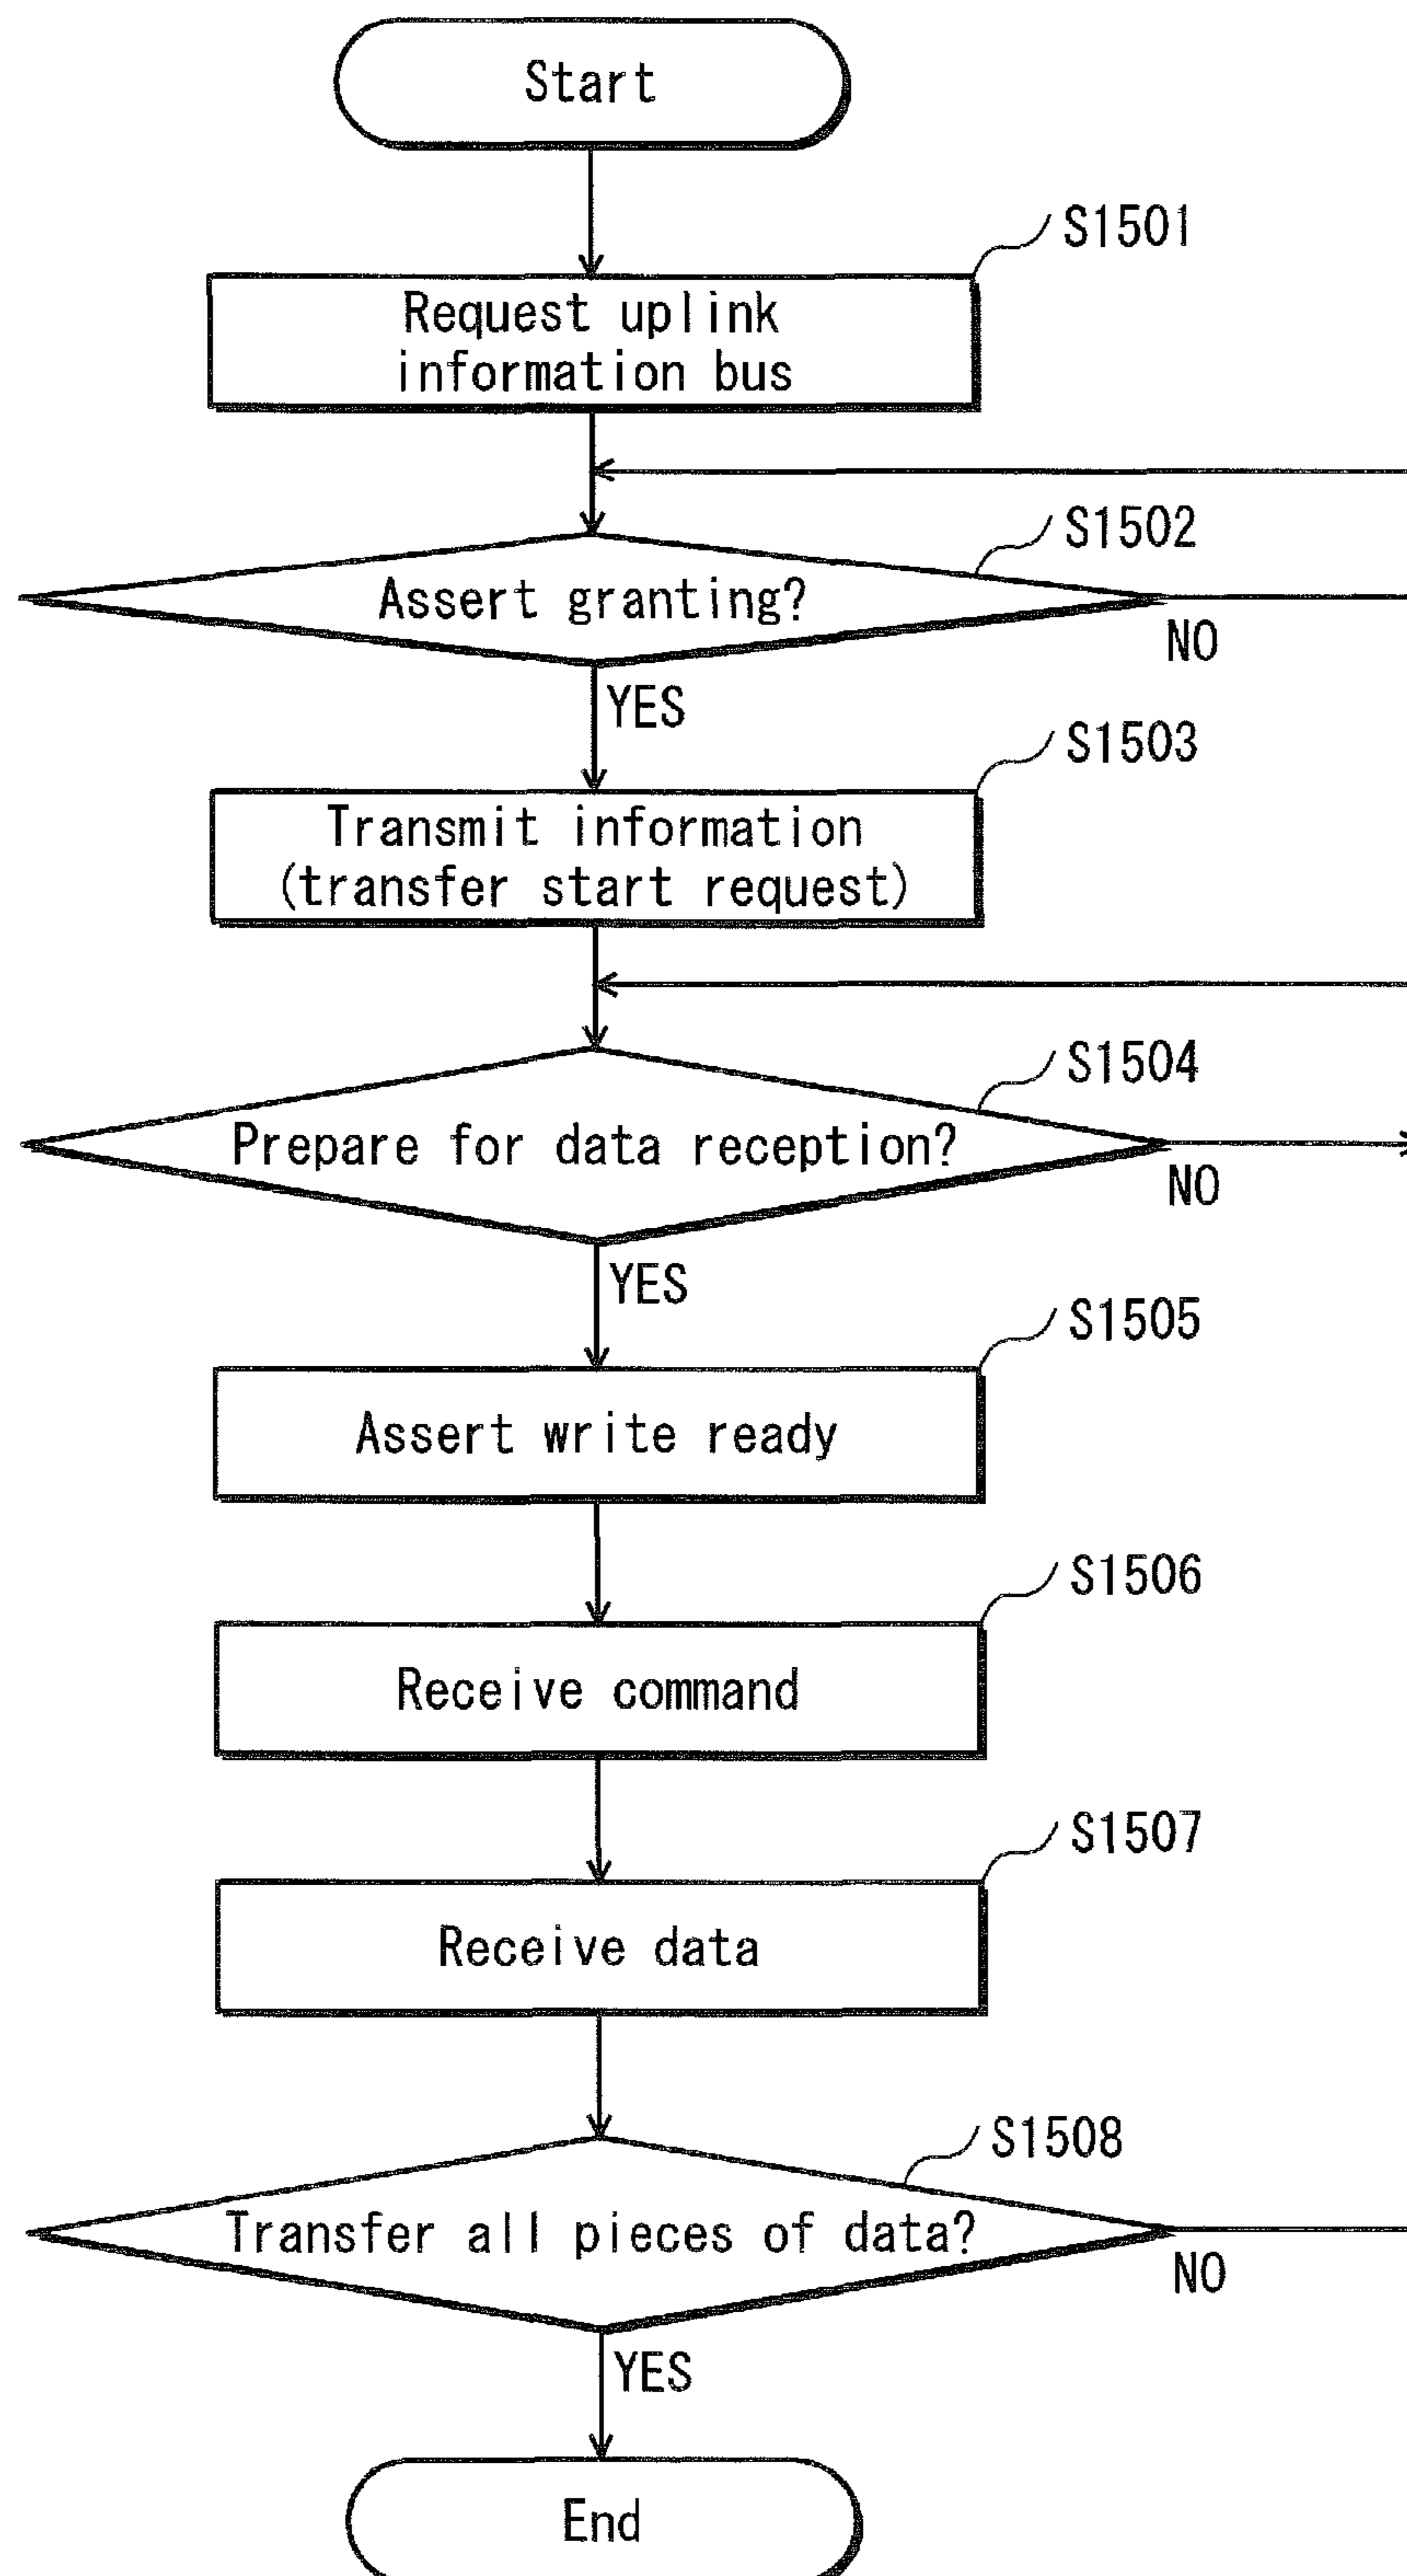 Start
S1501
Request uplink
information bus
S1502
Assert granting?
NO
YES
S1503
Transmit information
(transfer start request)
S1504
Prepare for data reception?
NO
YES
S1505
Assert write ready
S1506
Receive command
S1507
Receive data
S1508
Transfer all pieces of data?
NO
YES
End